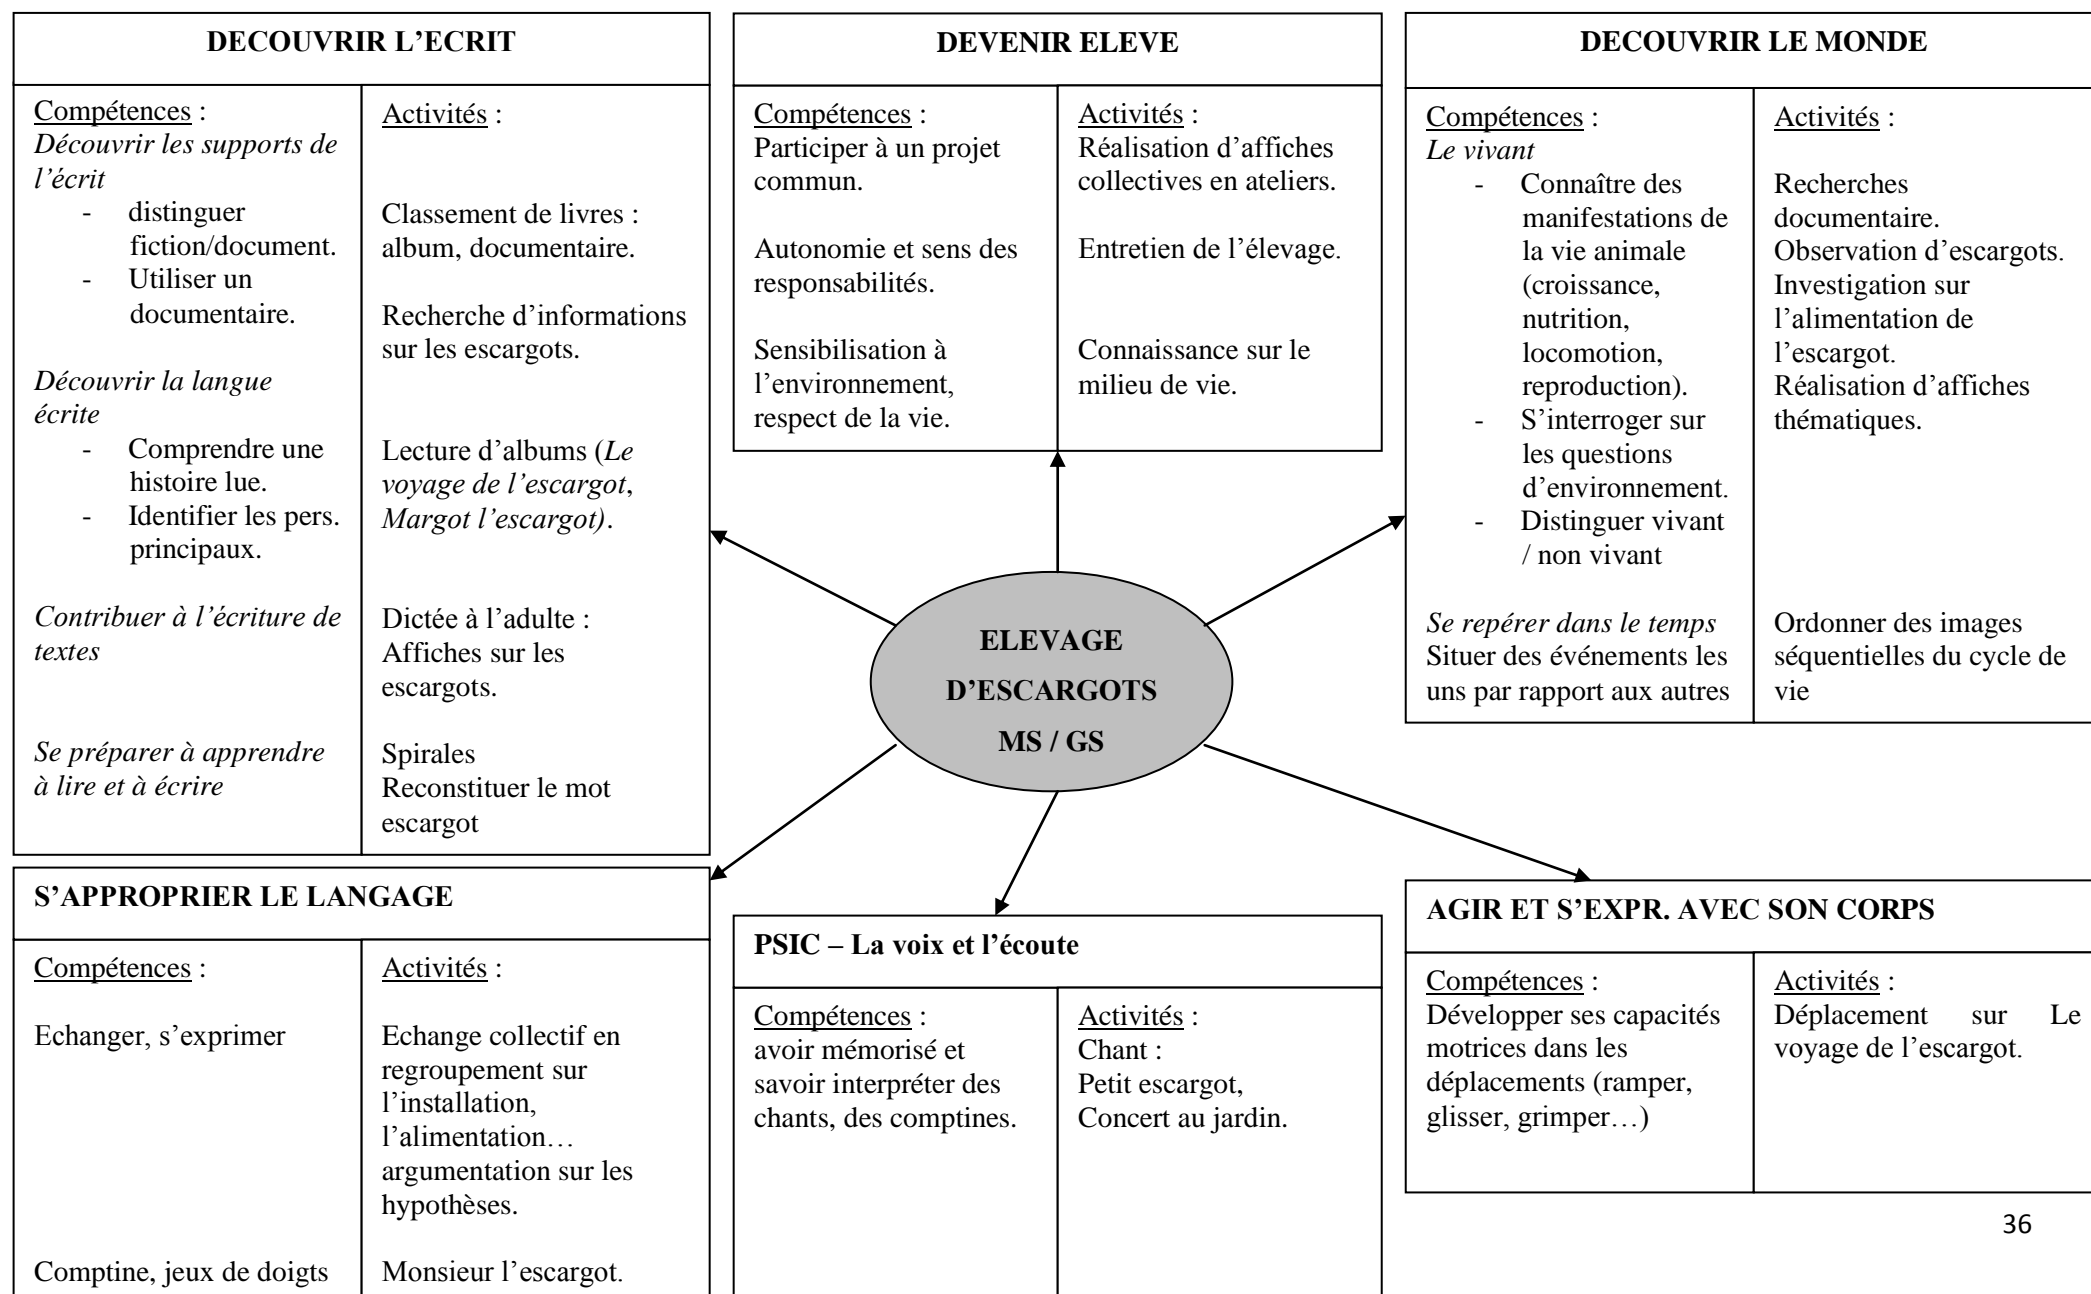 DECOUVRIR L’ECRIT
Compétences :
Découvrir les supports de
l’écrit
- distinguer
fiction/document.
- Utiliser un
documentaire.
Découvrir la langue
écrite
- Comprendre une
histoire lue.
- Identifier les pers.
principaux.
Contribuer à l’écriture de
textes
Se préparer à apprendre
à lire et à écrire
Activités :
Classement de livres :
album, documentaire.
Recherche d’informations
sur les escargots.
Lecture d’albums (Le
voyage de l’escargot,
Margot l’escargot).
Dictée à l’adulte :
Affiches sur les
escargots.
Spirales
Reconstituer le mot
escargot
DEVENIR ELEVE
Compétences :
Participer à un projet
commun.
Autonomie et sens des
responsabilités.
Sensibilisation à
l’environnement,
respect de la vie.
Activités :
Réalisation d’affiches
collectives en ateliers.
Entretien de l’élevage.
Connaissance sur le
milieu de vie.
DECOUVRIR LE MONDE
Compétences :
Le vivant
- Connaître des
manifestations de
la vie animale
(croissance,
nutrition,
locomotion,
reproduction).
- S’interroger sur
les questions
d’environnement.
- Distinguer vivant
/ non vivant
Se repérer dans le temps
Situer des événements les
uns par rapport aux autres
Activités :
Recherches
documentaire.
Observation d’escargots.
Investigation sur
l’alimentation de
l’escargot.
Réalisation d’affiches
thématiques.
Ordonner des images
séquentielles du cycle de
vie
ELEVAGE
D’ESCARGOTS
MS / GS
S’APPROPRIER LE LANGAGE
Compétences :
Echanger, s’exprimer
Comptine, jeux de doigts
Activités :
Echange collectif en
regroupement sur
l’installation,
l’alimentation…
argumentation sur les
hypothèses.
Monsieur l’escargot.
PSIC – La voix et l’écoute
Compétences :
avoir mémorisé et
savoir interpréter des
chants, des comptines.
Activités :
Chant :
Petit escargot,
Concert au jardin.
AGIR ET S’EXPR. AVEC SON CORPS
Compétences :
Développer ses capacités
motrices dans les
déplacements (ramper,
glisser, grimper…)
Activités :
Déplacement sur Le
voyage de l’escargot.
36